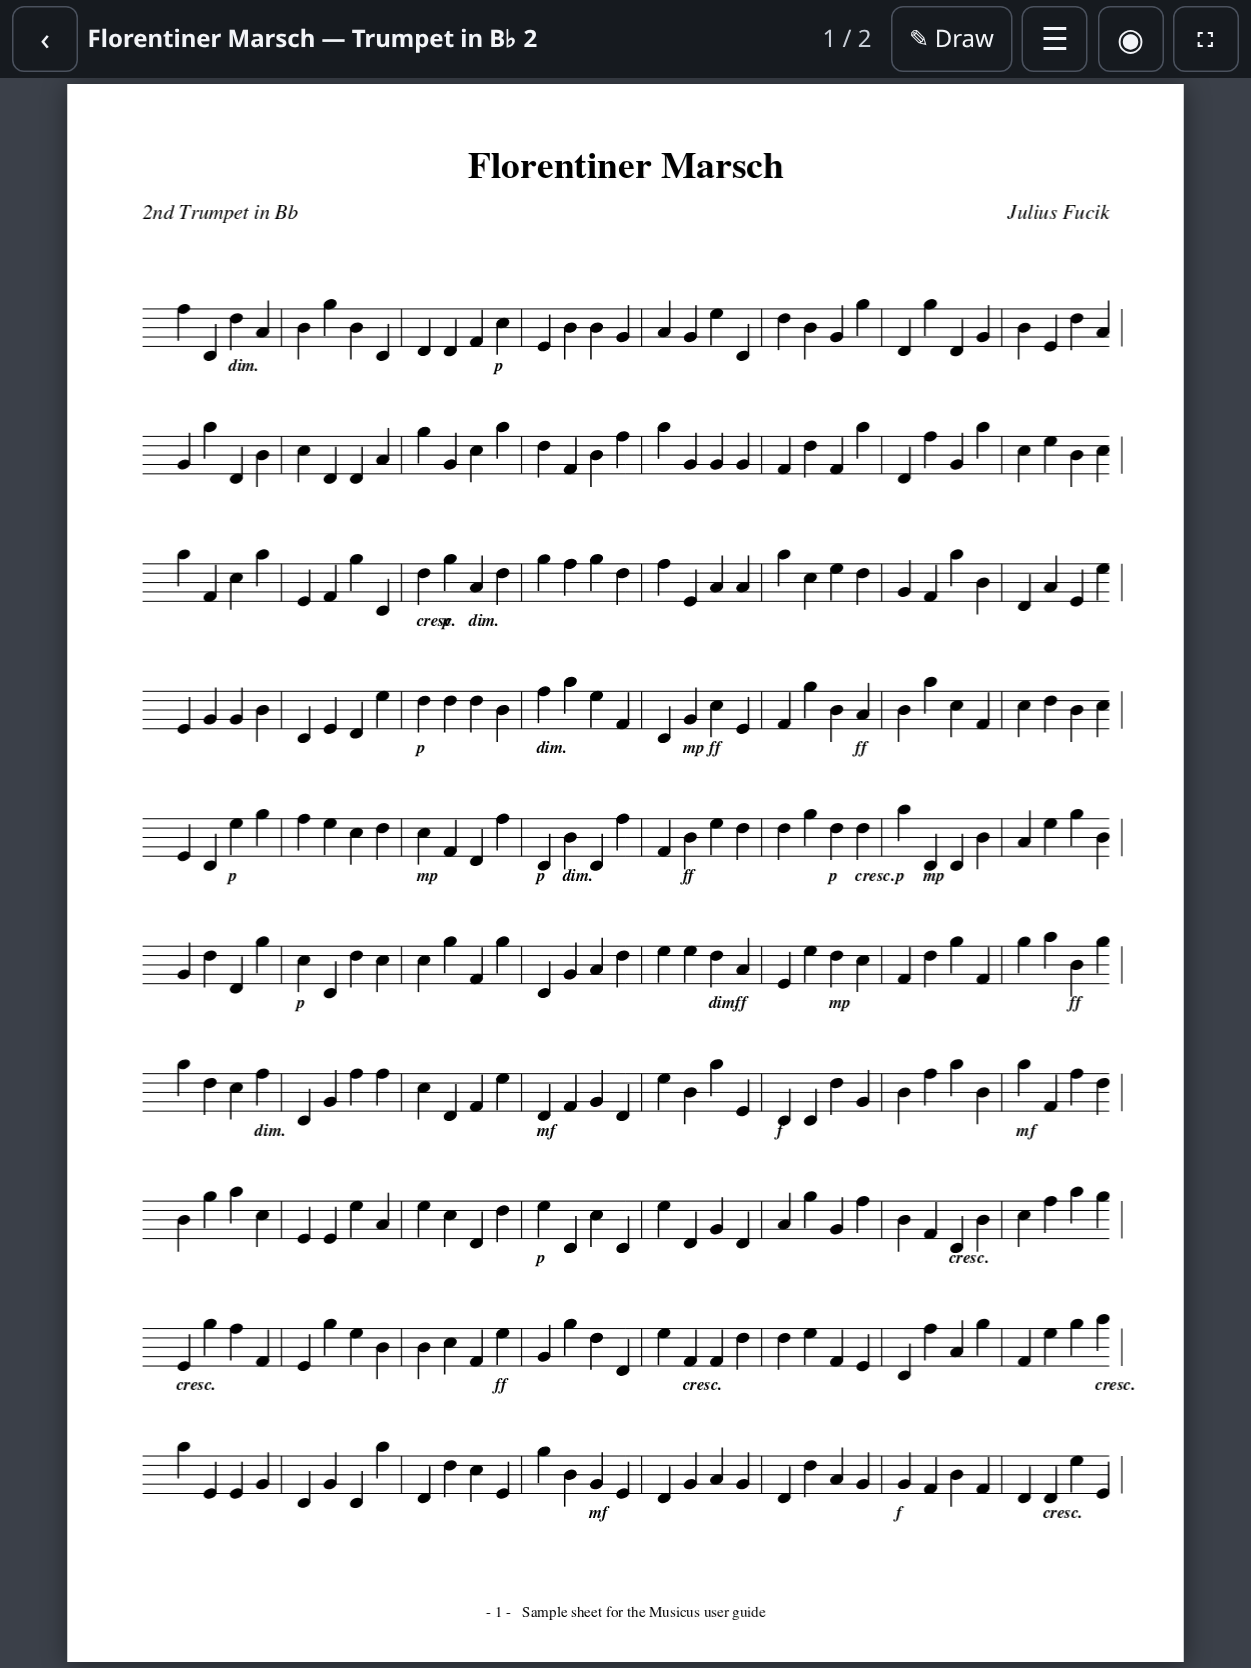 ‹ Florentiner Marsch — Trumpet in B♭ 2 1 / 2 ✎ Draw ☰ ◉ ⛶
Florentiner Marsch
2nd Trumpet in Bb Julius Fucik
dim. p
cresc. p dim.
p dim. mp ff ff
p mp p dim. ff p cresc. p mp
p dim ff mp ff
dim. mf f mf
p cresc.
cresc. ff cresc. cresc.
mf f cresc.
- 1 - Sample sheet for the Musicus user guide